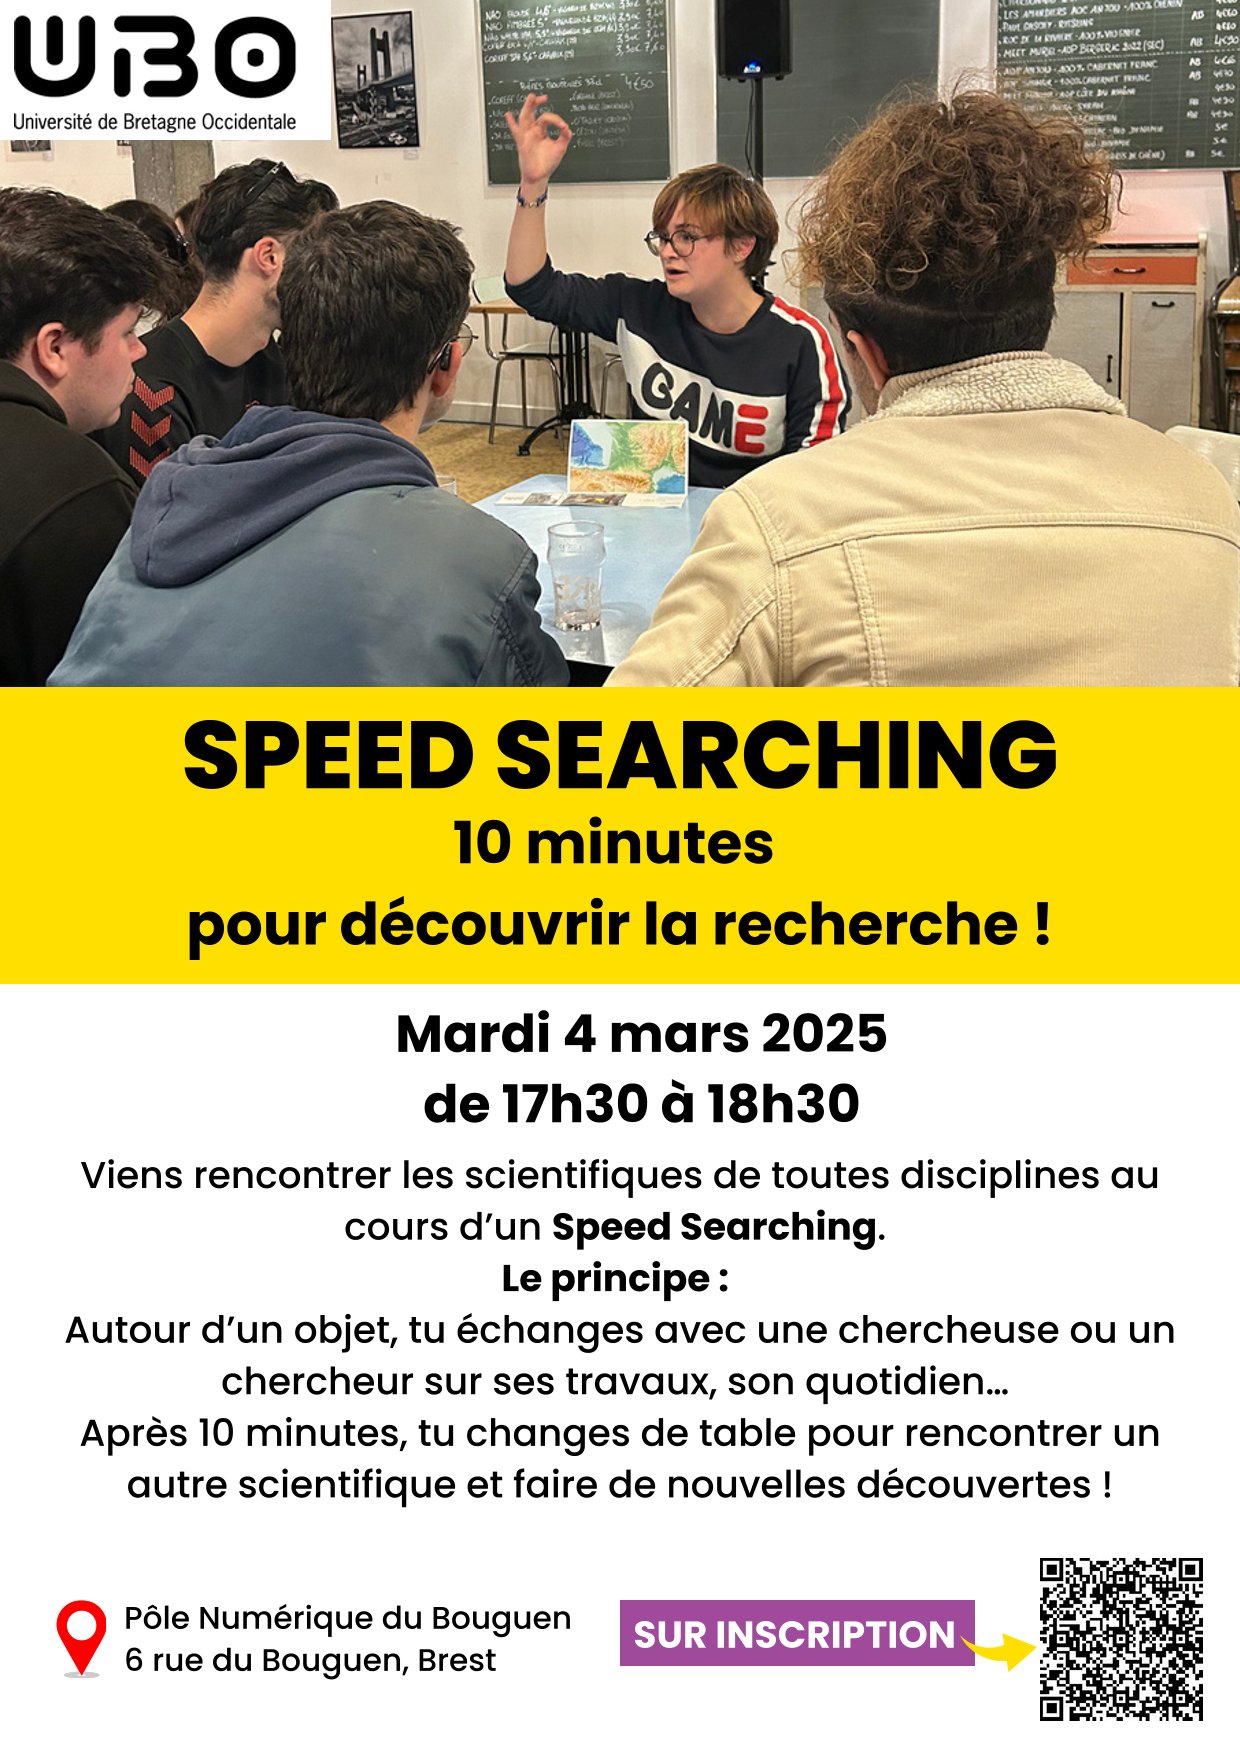 UBO
Université de Bretagne Occidentale
GAME
SPEED SEARCHING
10 minutes
pour découvrir la recherche !
Mardi 4 mars 2025
de 17h30 à 18h30
Viens rencontrer les scientifiques de toutes disciplines au
cours d’un Speed Searching.
Le principe :
Autour d’un objet, tu échanges avec une chercheuse ou un
chercheur sur ses travaux, son quotidien...
Après 10 minutes, tu changes de table pour rencontrer un
autre scientifique et faire de nouvelles découvertes !
Pôle Numérique du Bouguen
6 rue du Bouguen, Brest
SUR INSCRIPTION